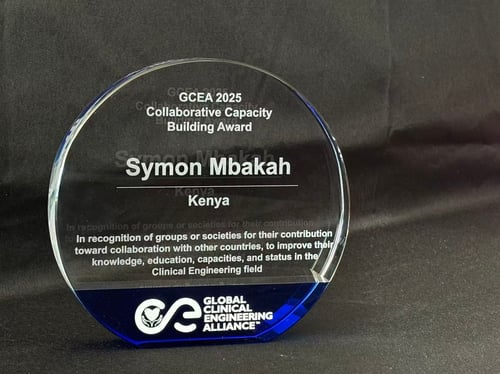 GCEA 2025
Collaborative Capacity
Building Award
Symon Mbakah
Kenya
In recognition of groups or societies for their contribution
toward collaboration with other countries, to improve their
knowledge, education, capacities, and status in the
Clinical Engineering field
GLOBAL
CLINICAL
ENGINEERING
ALLIANCE™